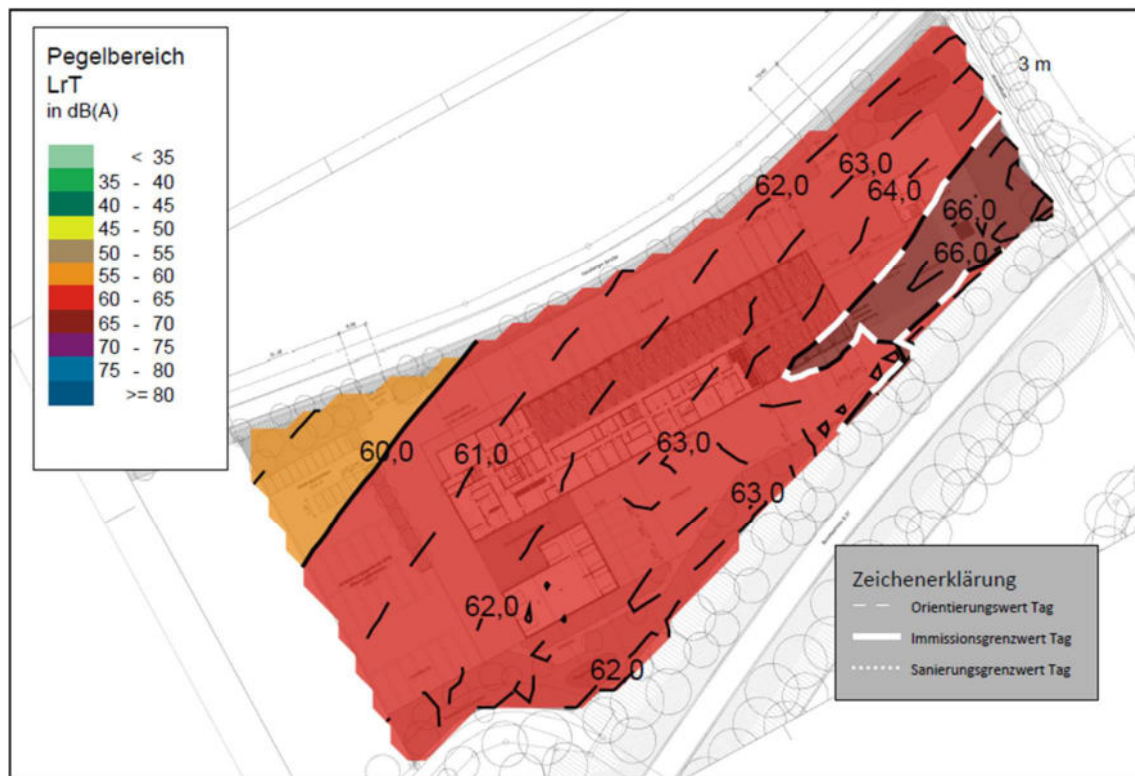 Pegelbereich
LrT
in dB(A)
< 35
35 - 40
40 - 45
45 - 50
50 - 55
55 - 60
60 - 65
65 - 70
70 - 75
75 - 80
>= 80
3 m
62,0
63,0
64,0
66,0
66,0
60,0
61,0
63,0
63,0
62,0
62,0
Zeichenerklärung
Orientierungswert Tag
Immissionsgrenzwert Tag
Sanierungsgrenzwert Tag